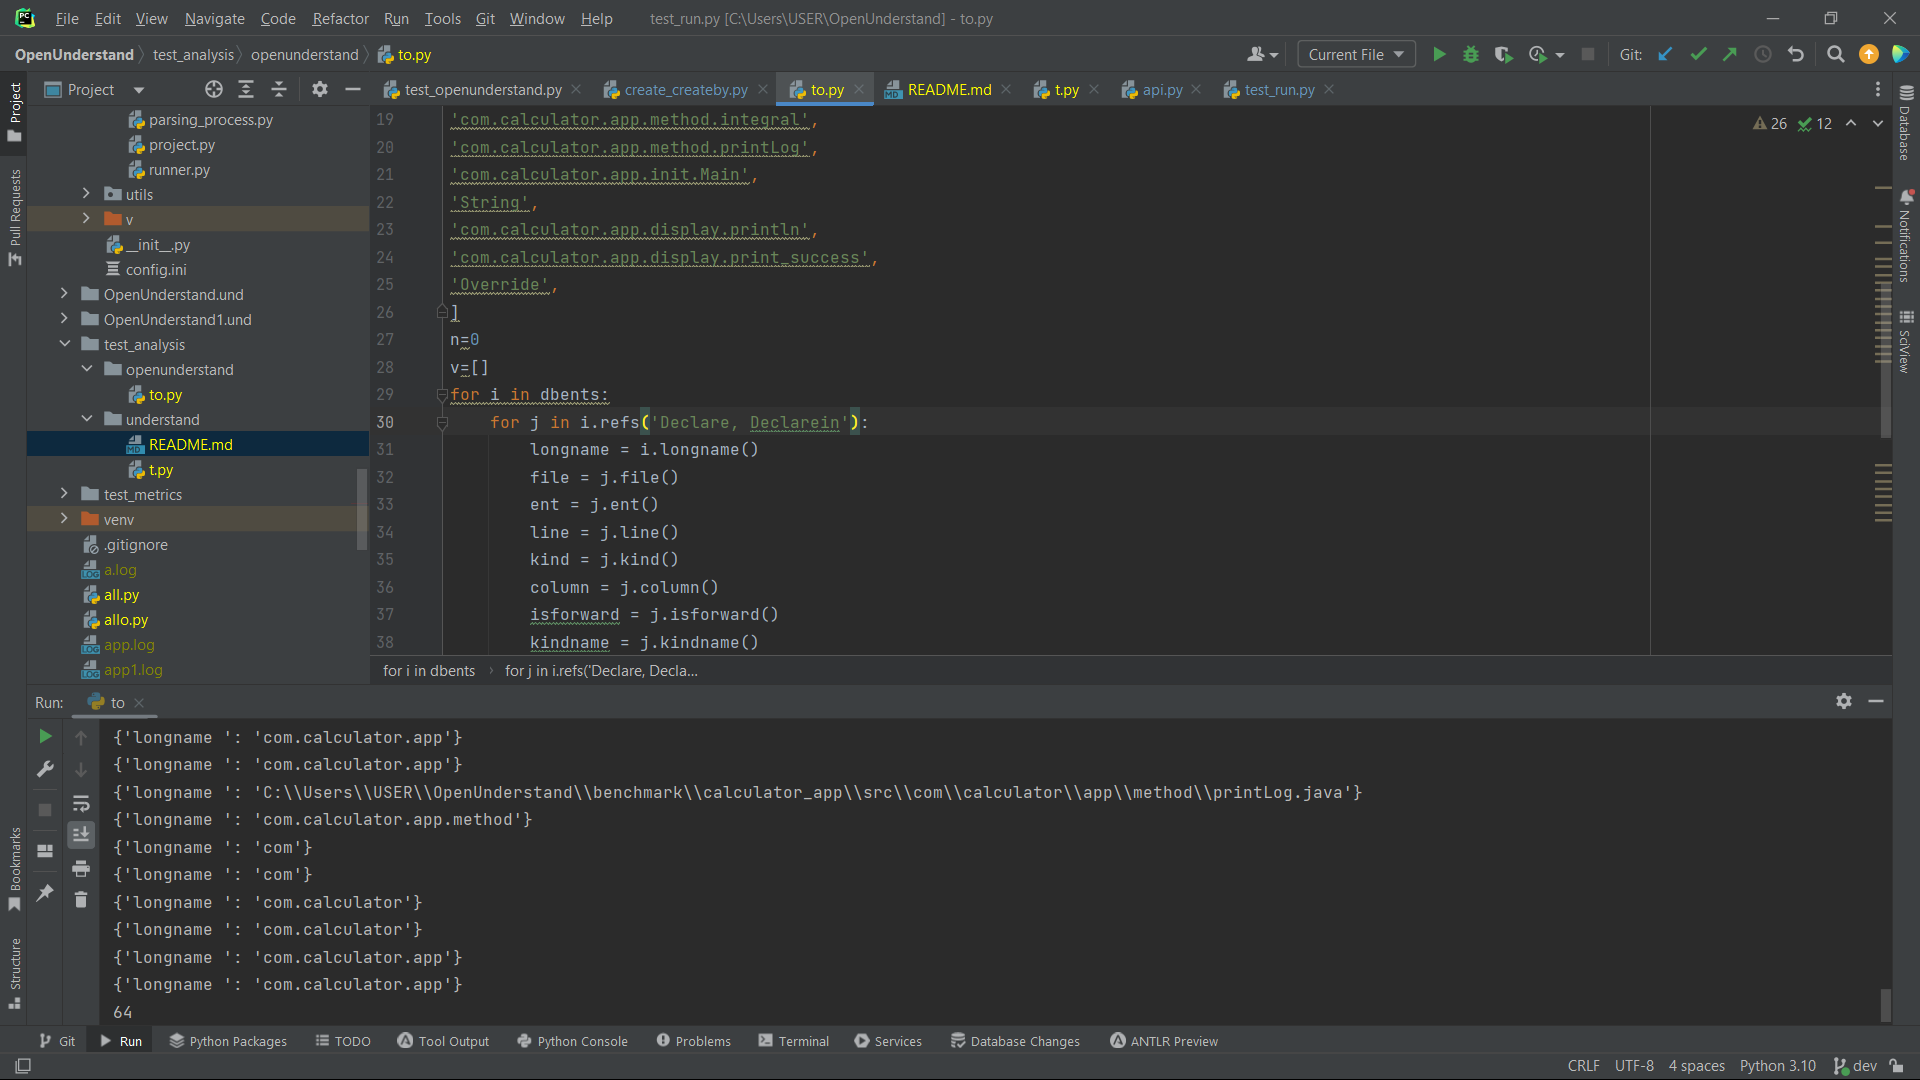 File Edit View Navigate Code Refactor Run Tools Git Window Help test_run.py [C:\Users\USER\OpenUnderstand] - to.py
OpenUnderstand test_analysis openunderstand to.py Current File Git:
Project test_openunderstand.py create_createby.py to.py README.md t.py api.py test_run.py
Project
Pull Requests
Bookmarks
Structure
parsing_process.py
project.py
runner.py
utils
v
__init__.py
config.ini
OpenUnderstand.und
OpenUnderstand1.und
test_analysis
openunderstand
to.py
understand
README.md
t.py
test_metrics
venv
.gitignore
a.log
all.py
allo.py
app.log
app1.log
26 12
19 'com.calculator.app.method.integral',
20 'com.calculator.app.method.printLog',
21 'com.calculator.app.init.Main',
22 'String',
23 'com.calculator.app.display.println',
24 'com.calculator.app.display.print_success',
25 'Override',
26 ]
27 n=0
28 v=[]
29 for i in dbents:
30 for j in i.refs('Declare, Declarein'):
31 longname = i.longname()
32 file = j.file()
33 ent = j.ent()
34 line = j.line()
35 kind = j.kind()
36 column = j.column()
37 isforward = j.isforward()
38 kindname = j.kindname()
for i in dbents for j in i.refs('Declare, Decla...
Database
Notifications
SciView
Run: to
{'longname ': 'com.calculator.app'}
{'longname ': 'com.calculator.app'}
{'longname ': 'C:\\Users\\USER\\OpenUnderstand\\benchmark\\calculator_app\\src\\com\\calculator\\app\\method\\printLog.java'}
{'longname ': 'com.calculator.app.method'}
{'longname ': 'com'}
{'longname ': 'com'}
{'longname ': 'com.calculator'}
{'longname ': 'com.calculator'}
{'longname ': 'com.calculator.app'}
{'longname ': 'com.calculator.app'}
64
Git Run Python Packages TODO Tool Output Python Console Problems Terminal Services Database Changes ANTLR Preview
CRLF UTF-8 4 spaces Python 3.10 dev